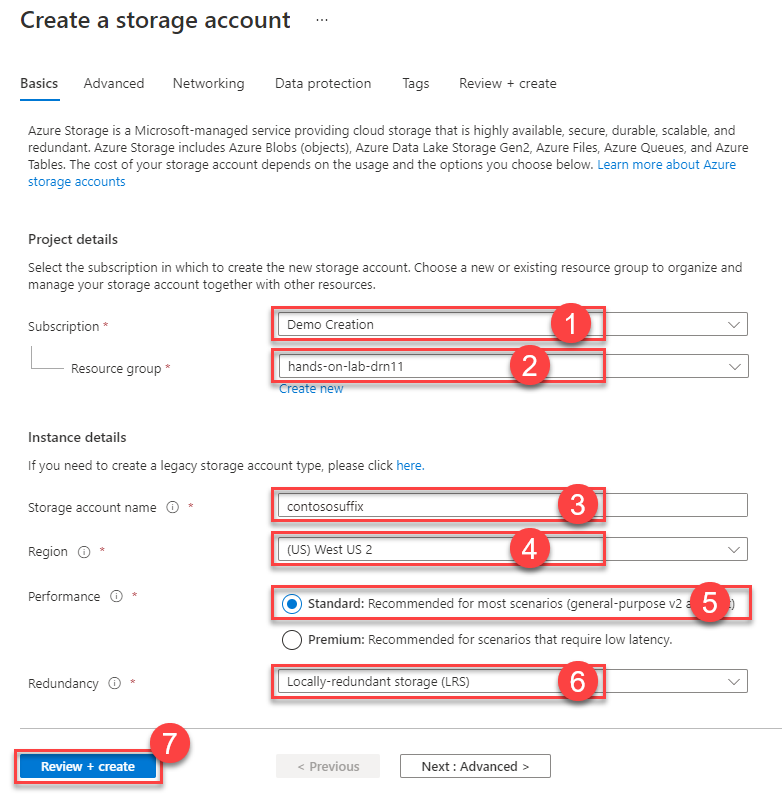 Create a storage account ...
Basics Advanced Networking Data protection Tags Review + create
Azure Storage is a Microsoft-managed service providing cloud storage that is highly available, secure, durable, scalable, and
redundant. Azure Storage includes Azure Blobs (objects), Azure Data Lake Storage Gen2, Azure Files, Azure Queues, and Azure
Tables. The cost of your storage account depends on the usage and the options you choose below. Learn more about Azure
storage accounts
Project details
Select the subscription in which to create the new storage account. Choose a new or existing resource group to organize and
manage your storage account together with other resources.
Subscription * Demo Creation 1
Resource group * hands-on-lab-drn11 2
Create new
Instance details
If you need to create a legacy storage account type, please click here.
Storage account name * contososuffix 3
Region * (US) West US 2 4
Performance * Standard: Recommended for most scenarios (general-purpose v2 5
Premium: Recommended for scenarios that require low latency.
Redundancy * Locally-redundant storage (LRS) 6
7
Review + create < Previous Next : Advanced >